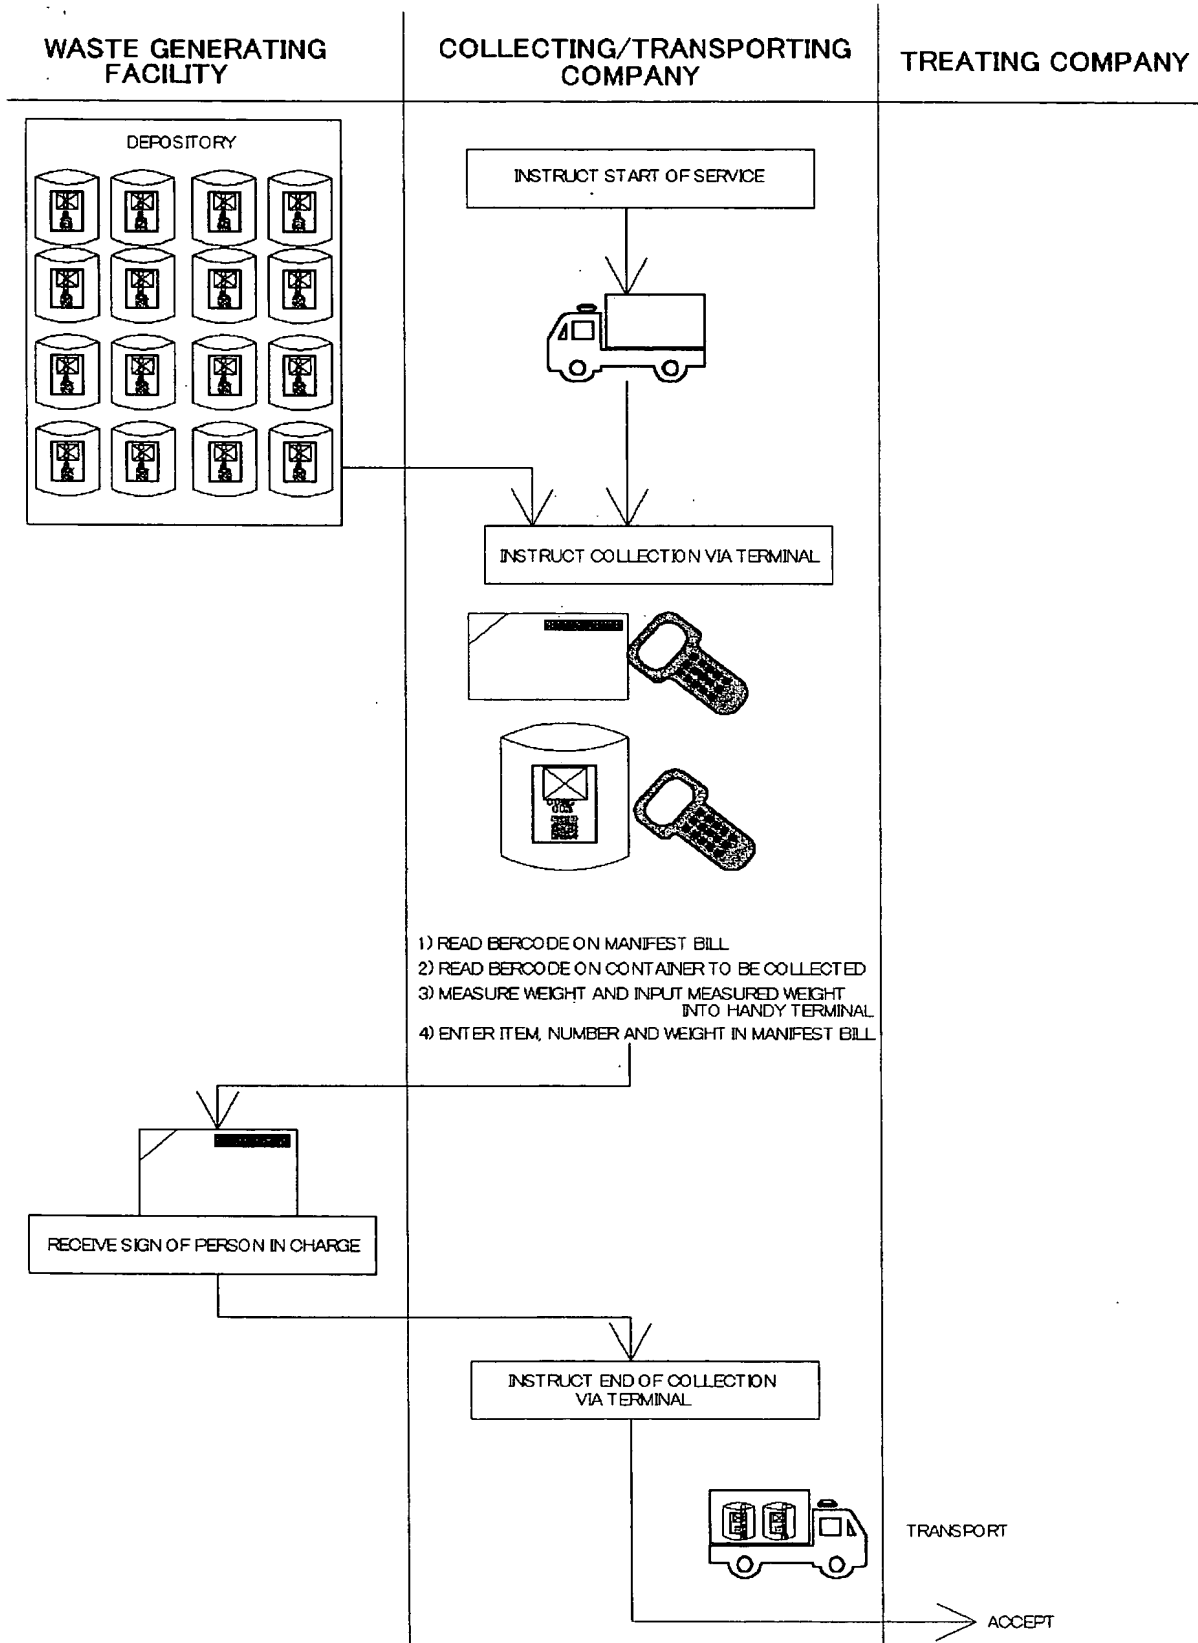 WASTE GENERATING
FACILITY
COLLECTING/TRANSPORTING
COMPANY
TREATING COMPANY
DEPOSITORY
INSTRUCT START OF SERVICE
INSTRUCT COLLECTION VIA TERMINAL
1) READ BERCODE ON MANIFEST BILL
2) READ BERCODE ON CONTAINER TO BE COLLECTED
3) MEASURE WEIGHT AND INPUT MEASURED WEIGHT
INTO HANDY TERMINAL
4) ENTER ITEM, NUMBER AND WEIGHT IN MANIFEST BILL
RECEIVE SIGN OF PERSON IN CHARGE
INSTRUCT END OF COLLECTION
VIA TERMINAL
TRANSPORT
ACCEPT